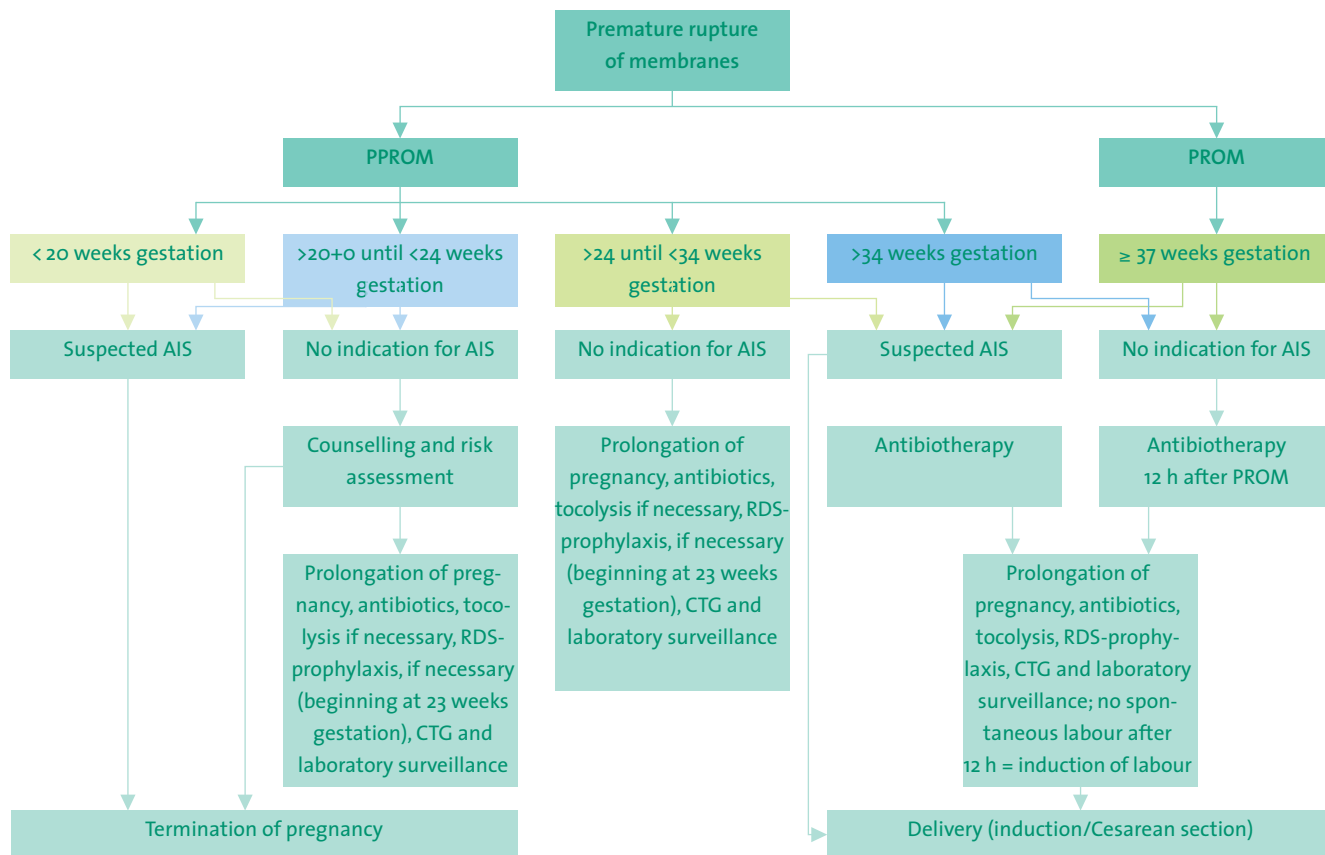 Premature rupture
of membranes
PPROM
PROM
< 20 weeks gestation
>20+0 until <24 weeks
gestation
>24 until <34 weeks
gestation
>34 weeks gestation
≥ 37 weeks gestation
Suspected AIS
No indication for AIS
No indication for AIS
Suspected AIS
No indication for AIS
Counselling and risk
assessment
Prolongation of
pregnancy, antibiotics,
tocolysis if necessary, RDS-
prophylaxis, if necessary
(beginning at 23 weeks
gestation), CTG and
laboratory surveillance
Antibiotherapy
Antibiotherapy
12 h after PROM
Prolongation of preg-
nancy, antibiotics, toco-
lysis if necessary, RDS-
prophylaxis, if necessary
(beginning at 23 weeks
gestation), CTG and
laboratory surveillance
Prolongation of
pregnancy, antibiotics,
tocolysis, RDS-prophy-
laxis, CTG and laboratory
surveillance; no spon-
taneous labour after
12 h = induction of labour
Termination of pregnancy
Delivery (induction/Cesarean section)